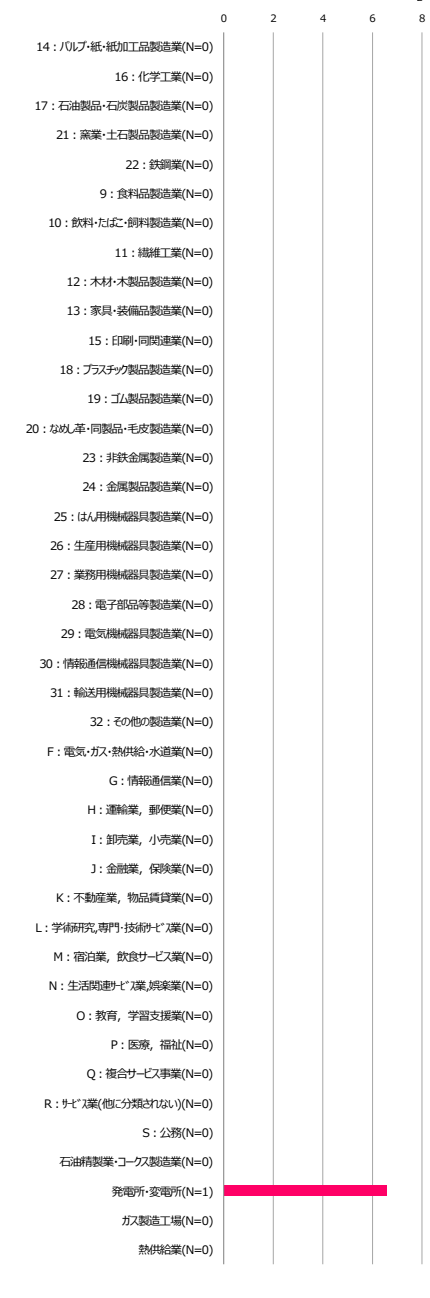 0 2 4 6 8
14：パルプ・紙・紙加工品製造業(N=0)
16：化学工業(N=0)
17：石油製品・石炭製品製造業(N=0)
21：窯業・土石製品製造業(N=0)
22：鉄鋼業(N=0)
9：食料品製造業(N=0)
10：飲料・たばこ・飼料製造業(N=0)
11：繊維工業(N=0)
12：木材・木製品製造業(N=0)
13：家具・装備品製造業(N=0)
15：印刷・同関連業(N=0)
18：プラスチック製品製造業(N=0)
19：ゴム製品製造業(N=0)
20：なめし革・同製品・毛皮製造業(N=0)
23：非鉄金属製造業(N=0)
24：金属製品製造業(N=0)
25：はん用機械器具製造業(N=0)
26：生産用機械器具製造業(N=0)
27：業務用機械器具製造業(N=0)
28：電子部品等製造業(N=0)
29：電気機械器具製造業(N=0)
30：情報通信機械器具製造業(N=0)
31：輸送用機械器具製造業(N=0)
32：その他の製造業(N=0)
F：電気・ガス・熱供給・水道業(N=0)
G：情報通信業(N=0)
H：運輸業，郵便業(N=0)
I：卸売業，小売業(N=0)
J：金融業，保険業(N=0)
K：不動産業，物品賃貸業(N=0)
L：学術研究,専門・技術ｻｰﾋﾞｽ業(N=0)
M：宿泊業，飲食サービス業(N=0)
N：生活関連ｻｰﾋﾞｽ業,娯楽業(N=0)
O：教育，学習支援業(N=0)
P：医療，福祉(N=0)
Q：複合サービス事業(N=0)
R：ｻｰﾋﾞｽ業(他に分類されない)(N=0)
S：公務(N=0)
石油精製業・コークス製造業(N=0)
発電所・変電所(N=1)
ガス製造工場(N=0)
熱供給業(N=0)